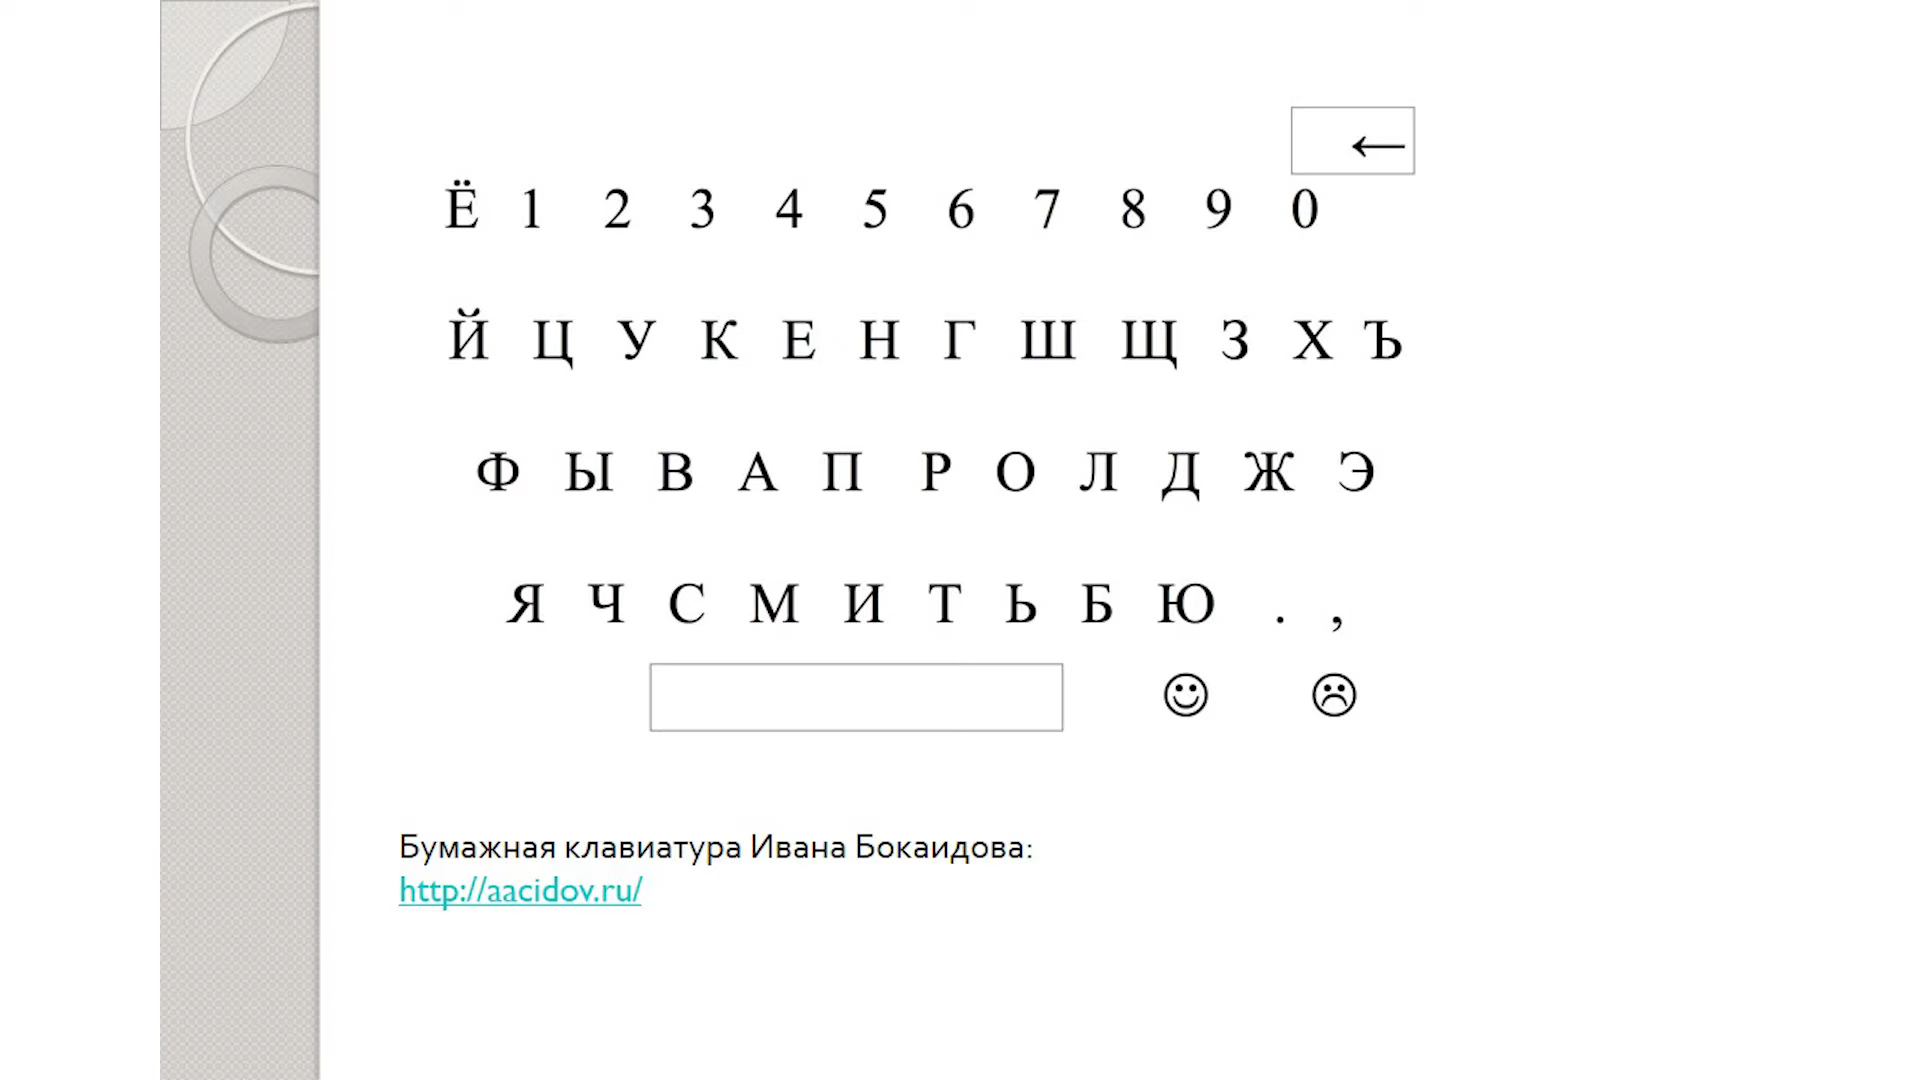 ←
Ё 1 2 3 4 5 6 7 8 9 0
Й Ц У К Е Н Г Ш Щ З Х Ъ
Ф Ы В А П Р О Л Д Ж Э
Я Ч С М И Т Ь Б Ю . ,
☺ ☹
Бумажная клавиатура Ивана Бокаидова:
http://aacidov.ru/